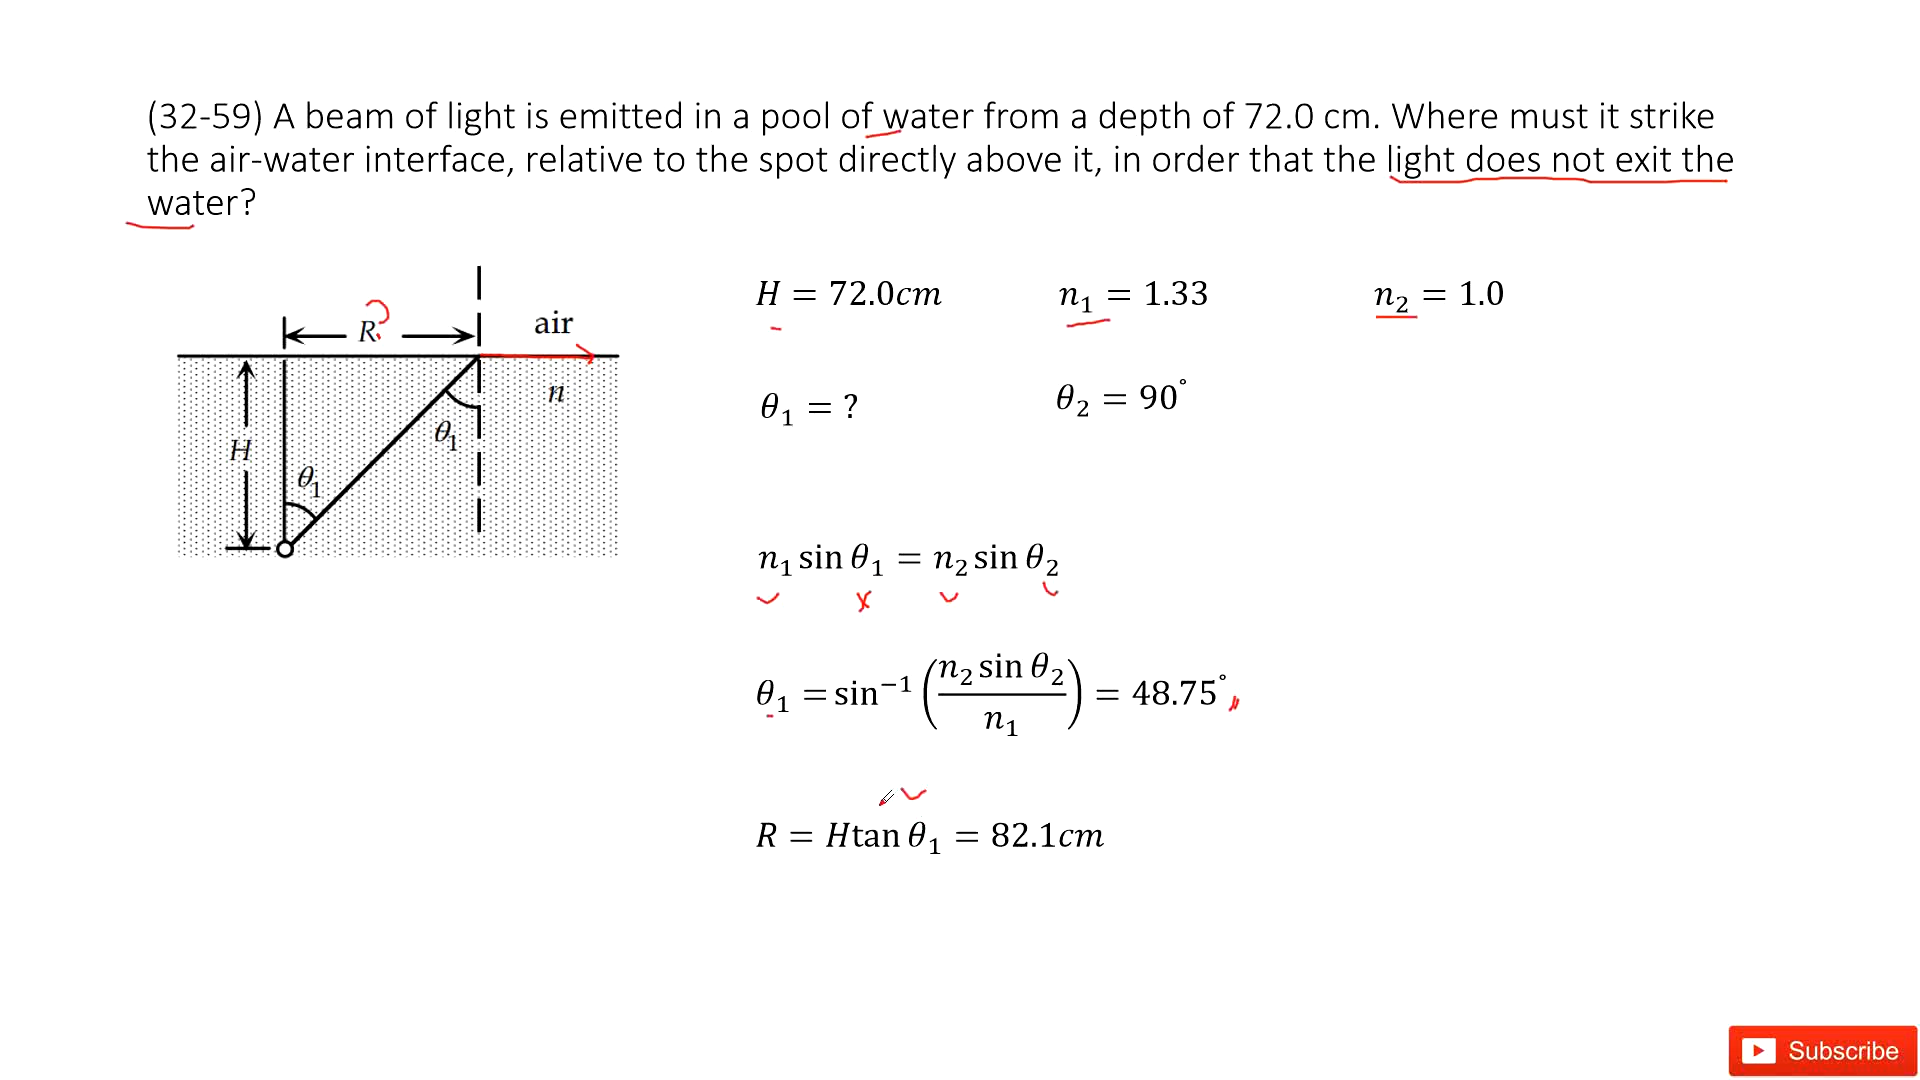 (32-59) A beam of light is emitted in a pool of water from a depth of 72.0 cm. Where must it strike
the air-water interface, relative to the spot directly above it, in order that the light does not exit the
water?
R?
air
n
H
θ₁
θ₁
H = 72.0cm
n₁ = 1.33
n₂ = 1.0
θ₁ = ?
θ₂ = 90°
n₁ sin θ₁ = n₂ sin θ₂
θ₁ = sin⁻¹ (n₂ sin θ₂ / n₁) = 48.75°
R = Htan θ₁ = 82.1cm
Subscribe